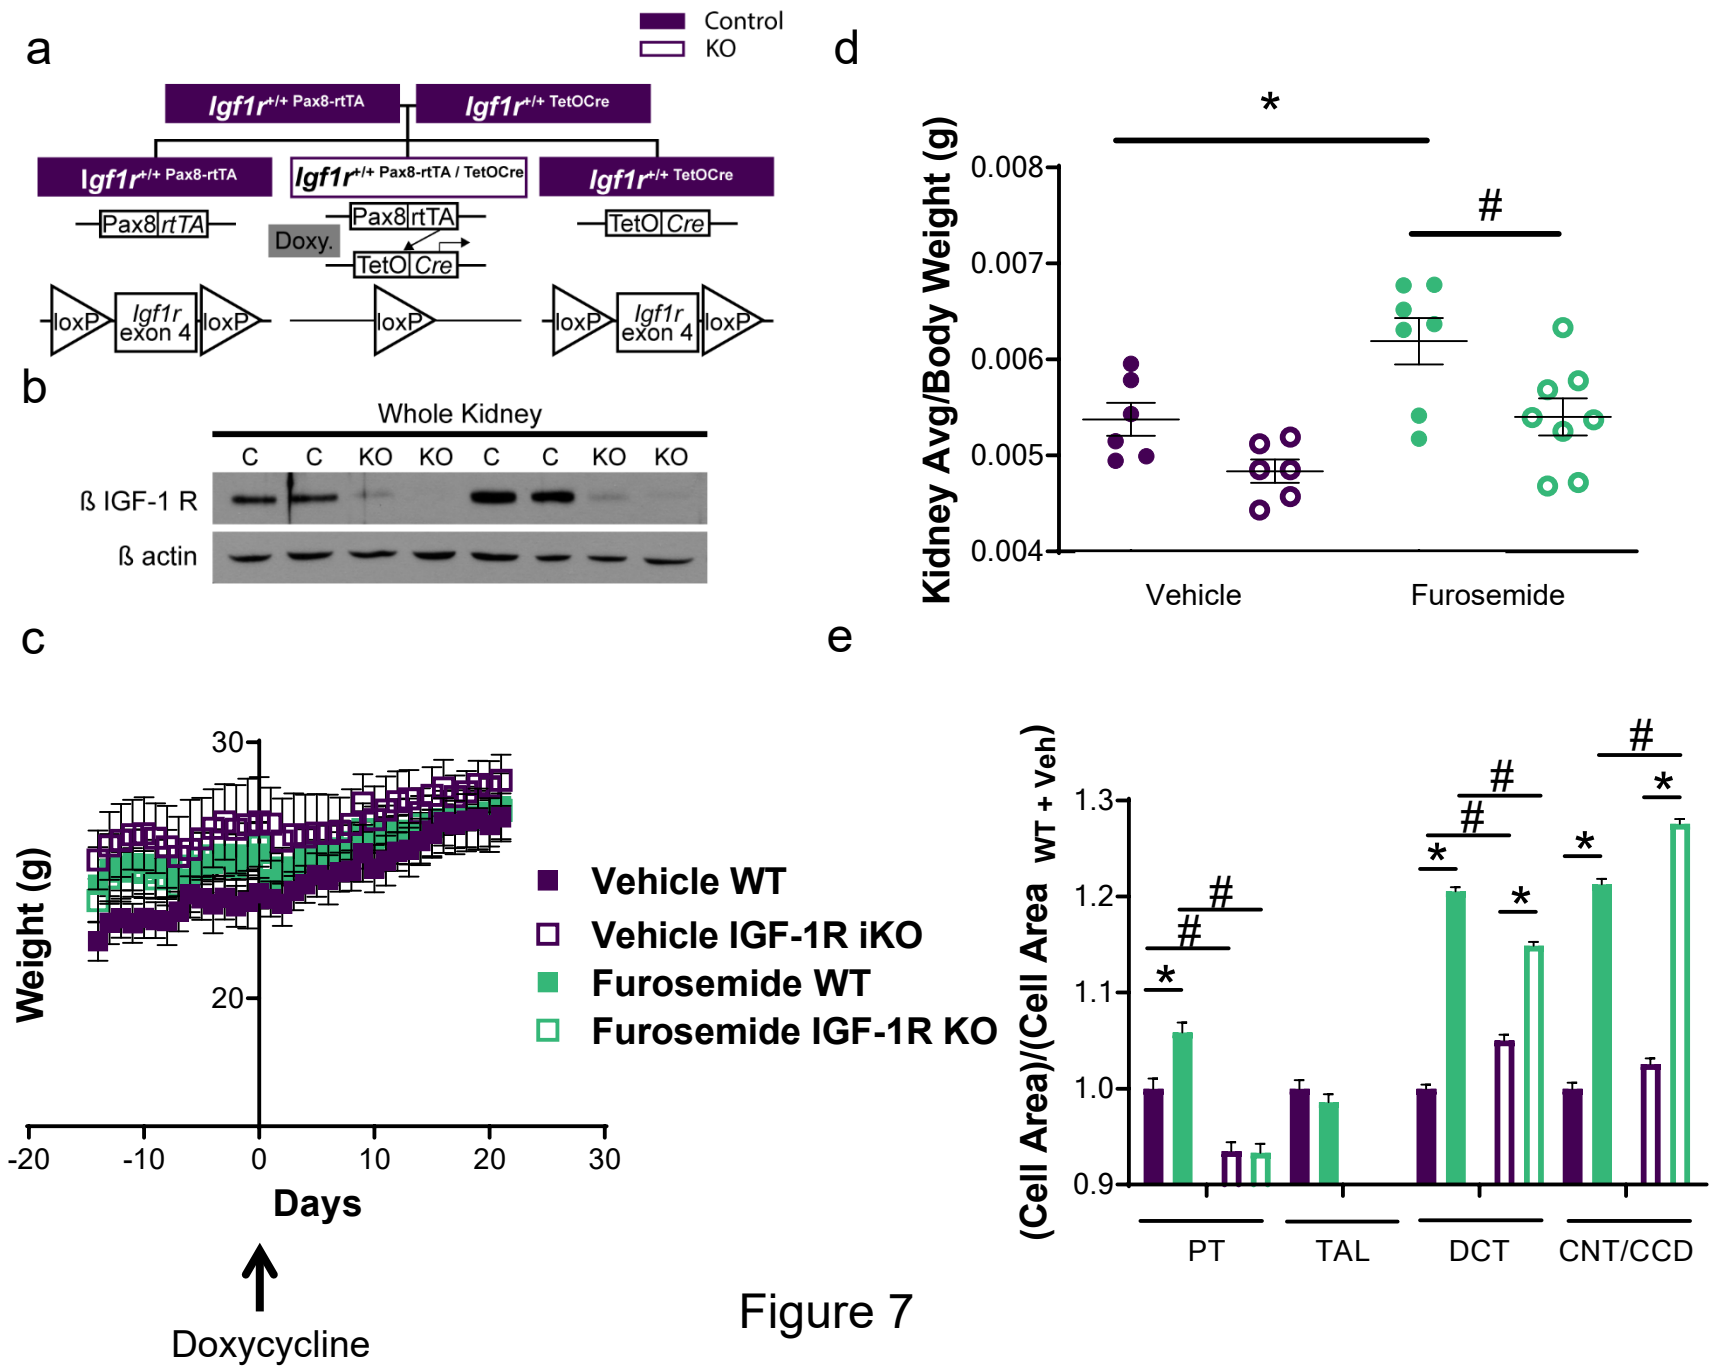 Control
KO
a
Igf1r+/+ Pax8-rtTA
Igf1r+/+ TetOCre
Igf1r+/+ Pax8-rtTA
Igf1r+/+ Pax8-rtTA / TetOCre
Igf1r+/+ TetOCre
Pax8 rtTA
Doxy.
Pax8 rtTA
TetO Cre
TetO Cre
loxP Igf1r exon 4 loxP
loxP
loxP Igf1r exon 4 loxP
b
Whole Kidney
C C KO KO C C KO KO
ß IGF-1 R
ß actin
c
Weight (g)
30
20
-20 -10 0 10 20 30
Days
Doxycycline
Vehicle WT
Vehicle IGF-1R iKO
Furosemide WT
Furosemide IGF-1R KO
d
Kidney Avg/Body Weight (g)
0.008
0.007
0.006
0.005
0.004
*
#
Vehicle Furosemide
e
(Cell Area)/(Cell Area WT + Veh)
1.3
1.2
1.1
1.0
0.9
* # #
* # # *
* * #
PT TAL DCT CNT/CCD
Figure 7